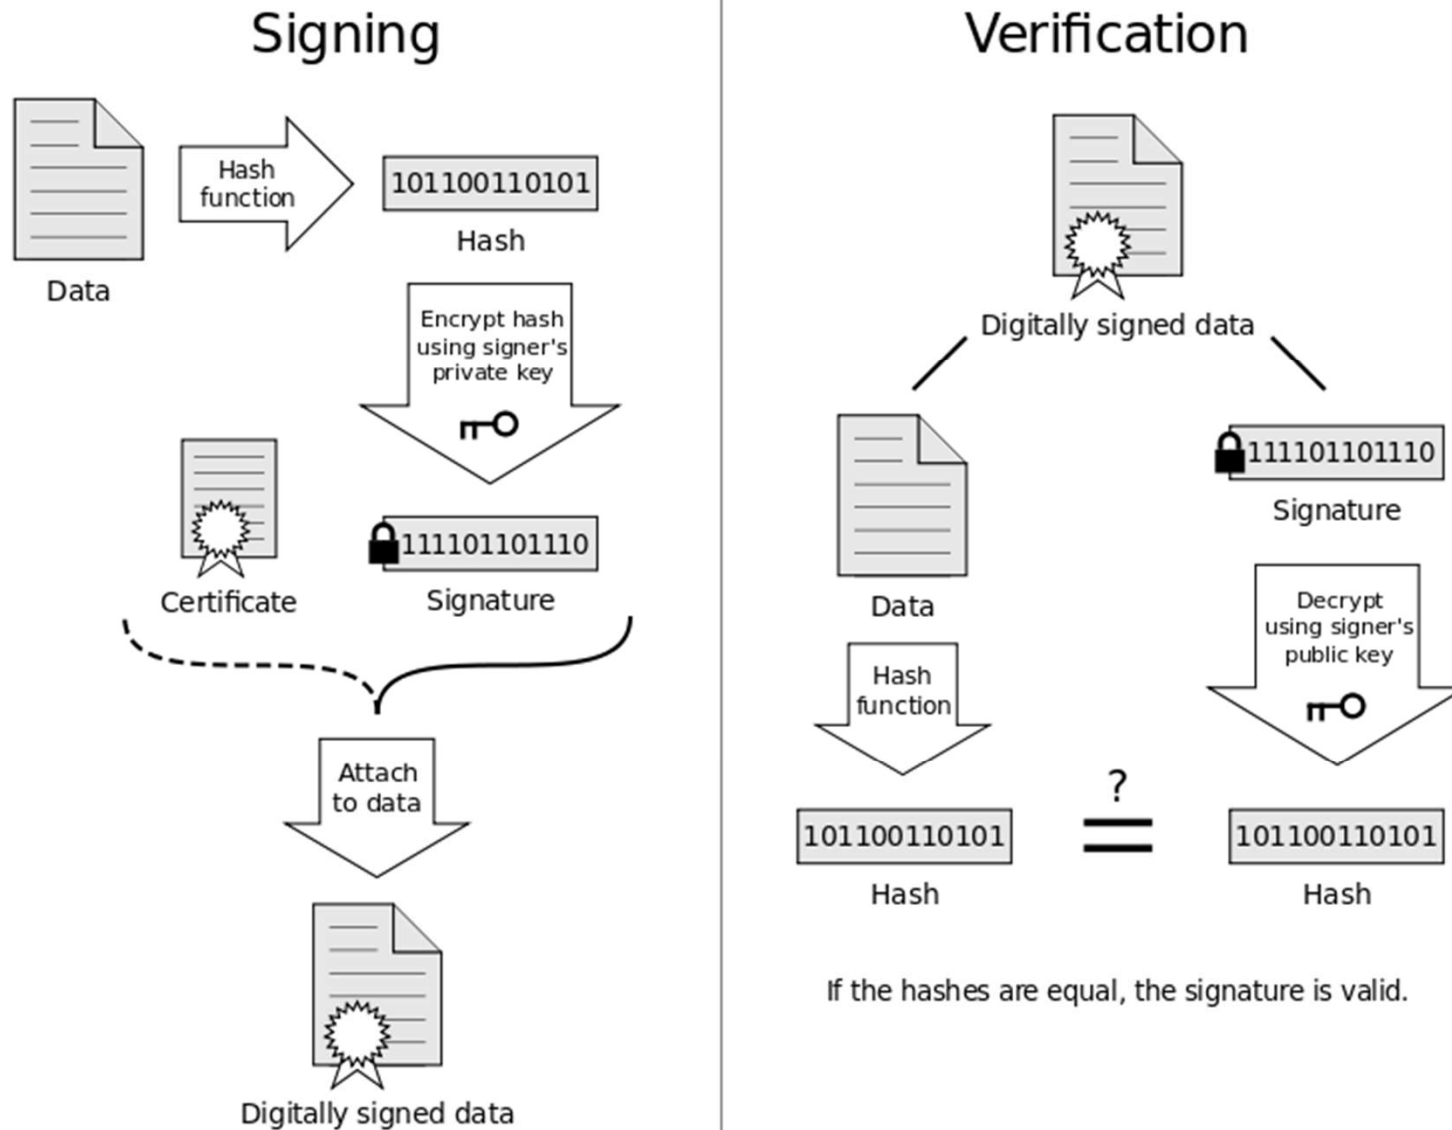 Signing
Hash
function
101100110101
Hash
Data
Encrypt hash
using signer's
private key
111101101110
Certificate
Signature
Attach
to data
Digitally signed data
Verification
Digitally signed data
111101101110
Signature
Data
Decrypt
using signer's
public key
Hash
function
?
101100110101
101100110101
Hash
Hash
If the hashes are equal, the signature is valid.